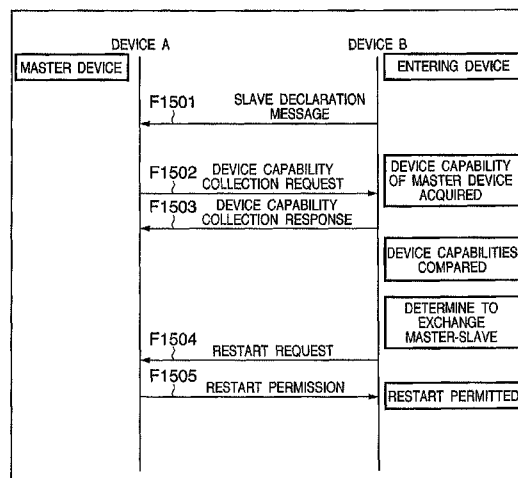 DEVICE A
DEVICE B
MASTER DEVICE
ENTERING DEVICE
F1501
SLAVE DECLARATION
MESSAGE
F1502
DEVICE CAPABILITY
COLLECTION REQUEST
DEVICE CAPABILITY
OF MASTER DEVICE
ACQUIRED
F1503
DEVICE CAPABILITY
COLLECTION RESPONSE
DEVICE CAPABILITIES
COMPARED
DETERMINE TO
EXCHANGE
MASTER-SLAVE
F1504
RESTART REQUEST
F1505
RESTART PERMISSION
RESTART PERMITTED